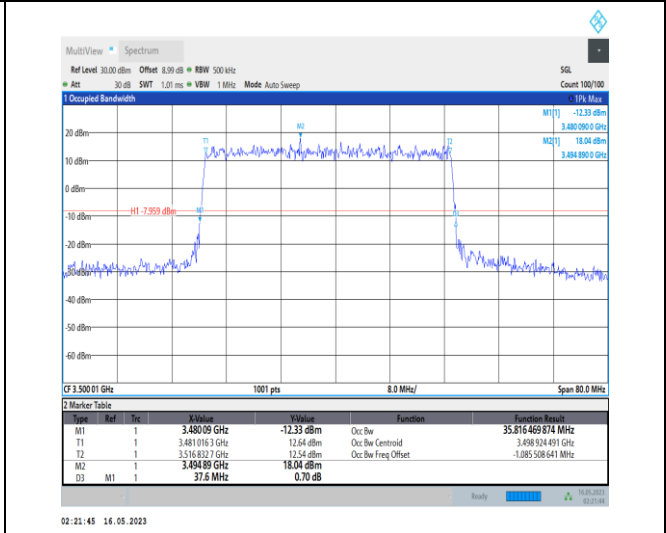 MultiView Spectrum
Ref Level 30.00 dBm Offset 8.99 dB RBW 500 kHz SGL
Att 30 dB SWT 1.01 ms VBW 1 MHz Mode Auto Sweep Count 100/100
1 Occupied Bandwidth 1Pk Max
M1[1] -12.33 dBm
3.480 090 0 GHz
M2[1] 18.04 dBm
3.494 890 0 GHz
M2
20 dBm
T1 T2
10 dBm
0 dBm
H1 -7.959 dBm
M1
-10 dBm
-20 dBm
-30 dBm
-40 dBm
-50 dBm
-60 dBm
CF 3.500 01 GHz 1001 pts 8.0 MHz/ Span 80.0 MHz
2 Marker Table
Type Ref Trc X-Value Y-Value Function Function Result
M1 1 3.480 09 GHz -12.33 dBm Occ Bw 35.816 469 874 MHz
T1 1 3.481 016 3 GHz 12.64 dBm Occ Bw Centroid 3.498 924 491 GHz
T2 1 3.516 832 7 GHz 12.54 dBm Occ Bw Freq Offset -1.085 508 641 MHz
M2 1 3.494 89 GHz 18.04 dBm
D3 M1 1 37.6 MHz 0.70 dB
Ready 16.05.2023
02:21:44
02:21:45 16.05.2023